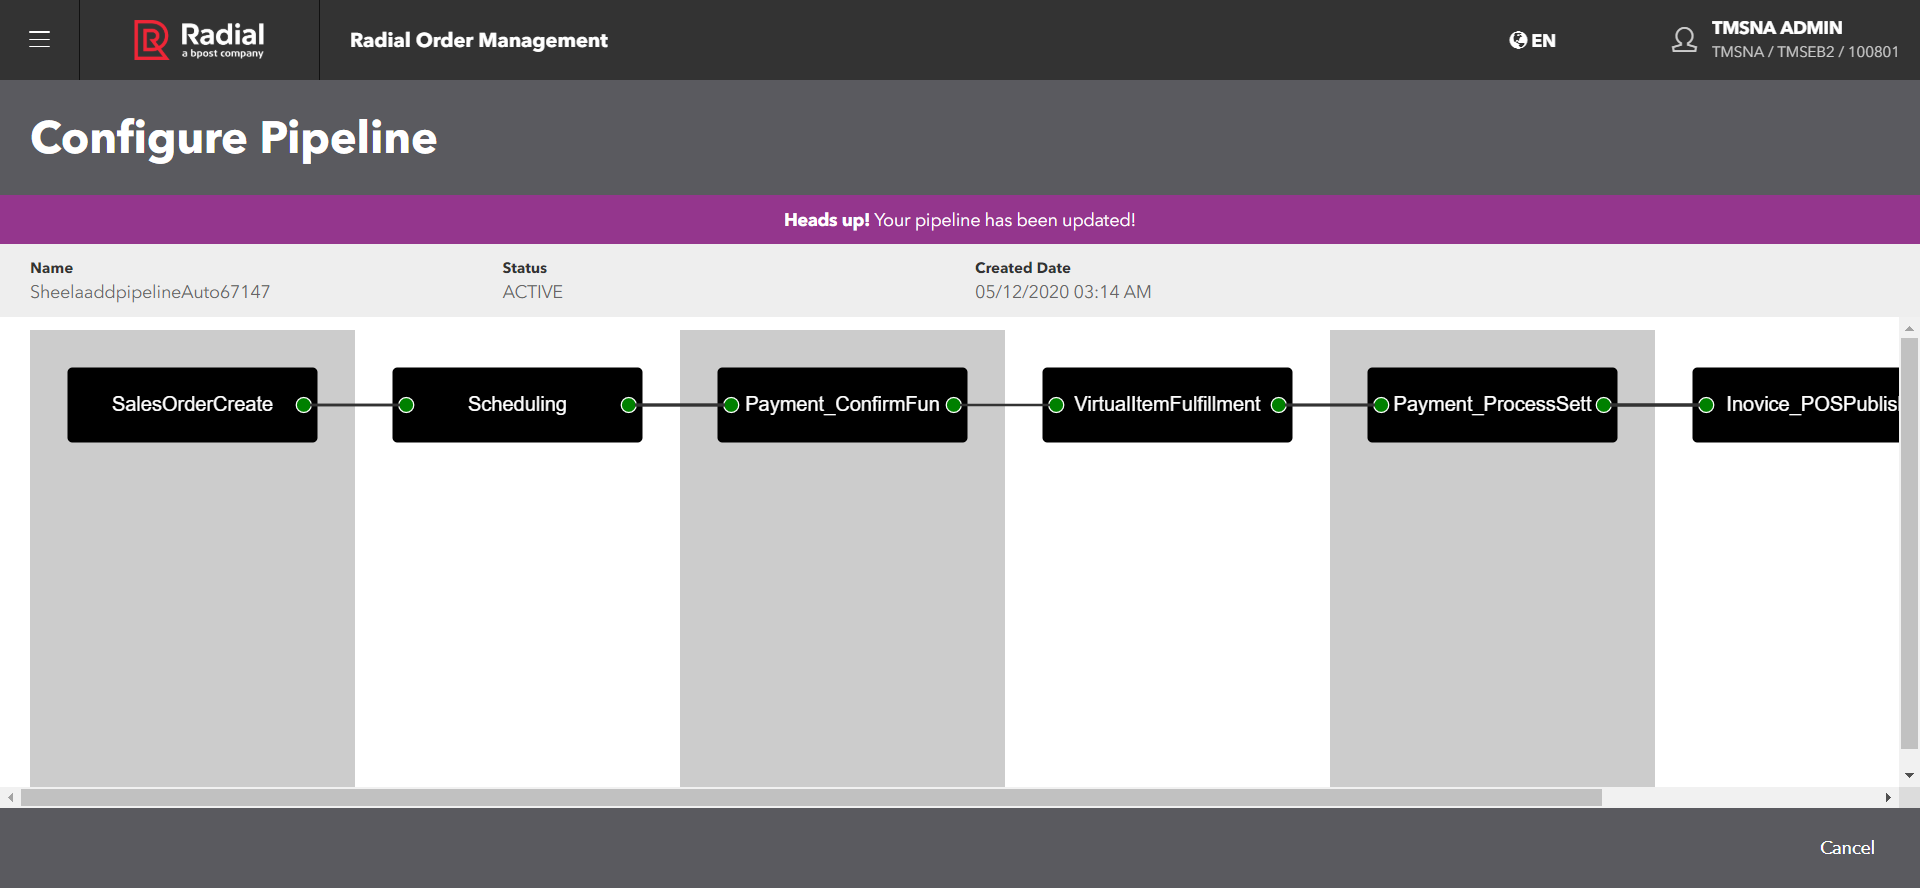 Radial
a bpost company
Radial Order Management
EN
TMSNA ADMIN
TMSNA / TMSEB2 / 100801
Configure Pipeline
Heads up! Your pipeline has been updated!
Name
SheelaaddpipelineAuto67147
Status
ACTIVE
Created Date
05/12/2020 03:14 AM
SalesOrderCreate
Scheduling
Payment_ConfirmFun
VirtualItemFulfillment
Payment_ProcessSett
Inovice_POSPublis
Cancel